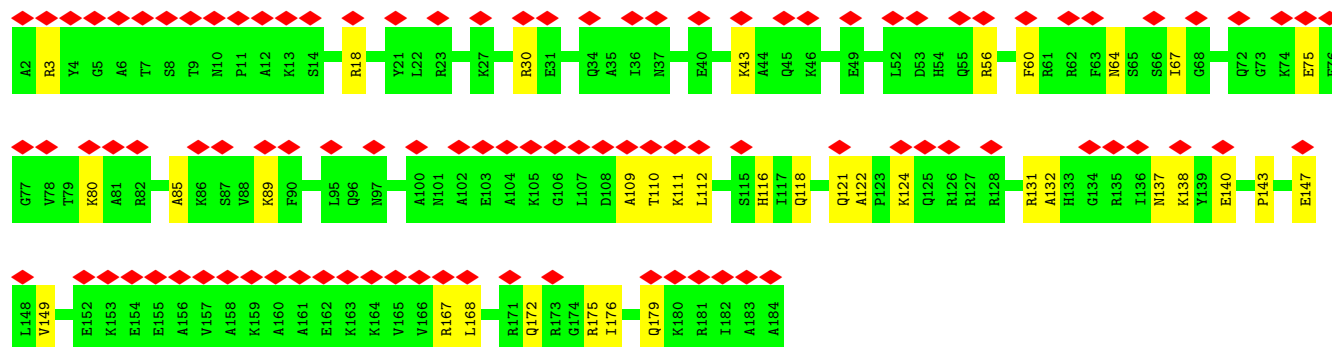 A2 R3 Y4 G5 A6 T7 S8 T9 N10 P11 A12 K13 S14 R18 Y21 L22 R23 K27 R30 E31 Q34 A35 I36 N37 E40 K43 A44 Q45 K46 E49 L52 D53 H54 Q55 R56 F60 R61 R62 F63 N64 S65 S66 I67 G68 Q72 G73 K74 E75
G77 V78 T79 K80 A81 R82 A85 K86 S87 V88 K89 F90 L95 Q96 N97 A100 N101 A102 E103 A104 K105 G106 L107 D108 A109 T110 K111 L112 S115 H116 I117 Q118 Q121 A122 P123 K124 Q125 R126 R127 R128 R131 A132 H133 G134 R135 I136 N137 K138 Y139 E140 P143 E147
L148 V149 E152 K153 E154 E155 A156 V157 A158 K159 A160 A161 E162 K163 K164 V165 V166 R167 L168 R171 Q172 R173 G174 R175 I176 Q179 K180 R181 I182 A183 A184